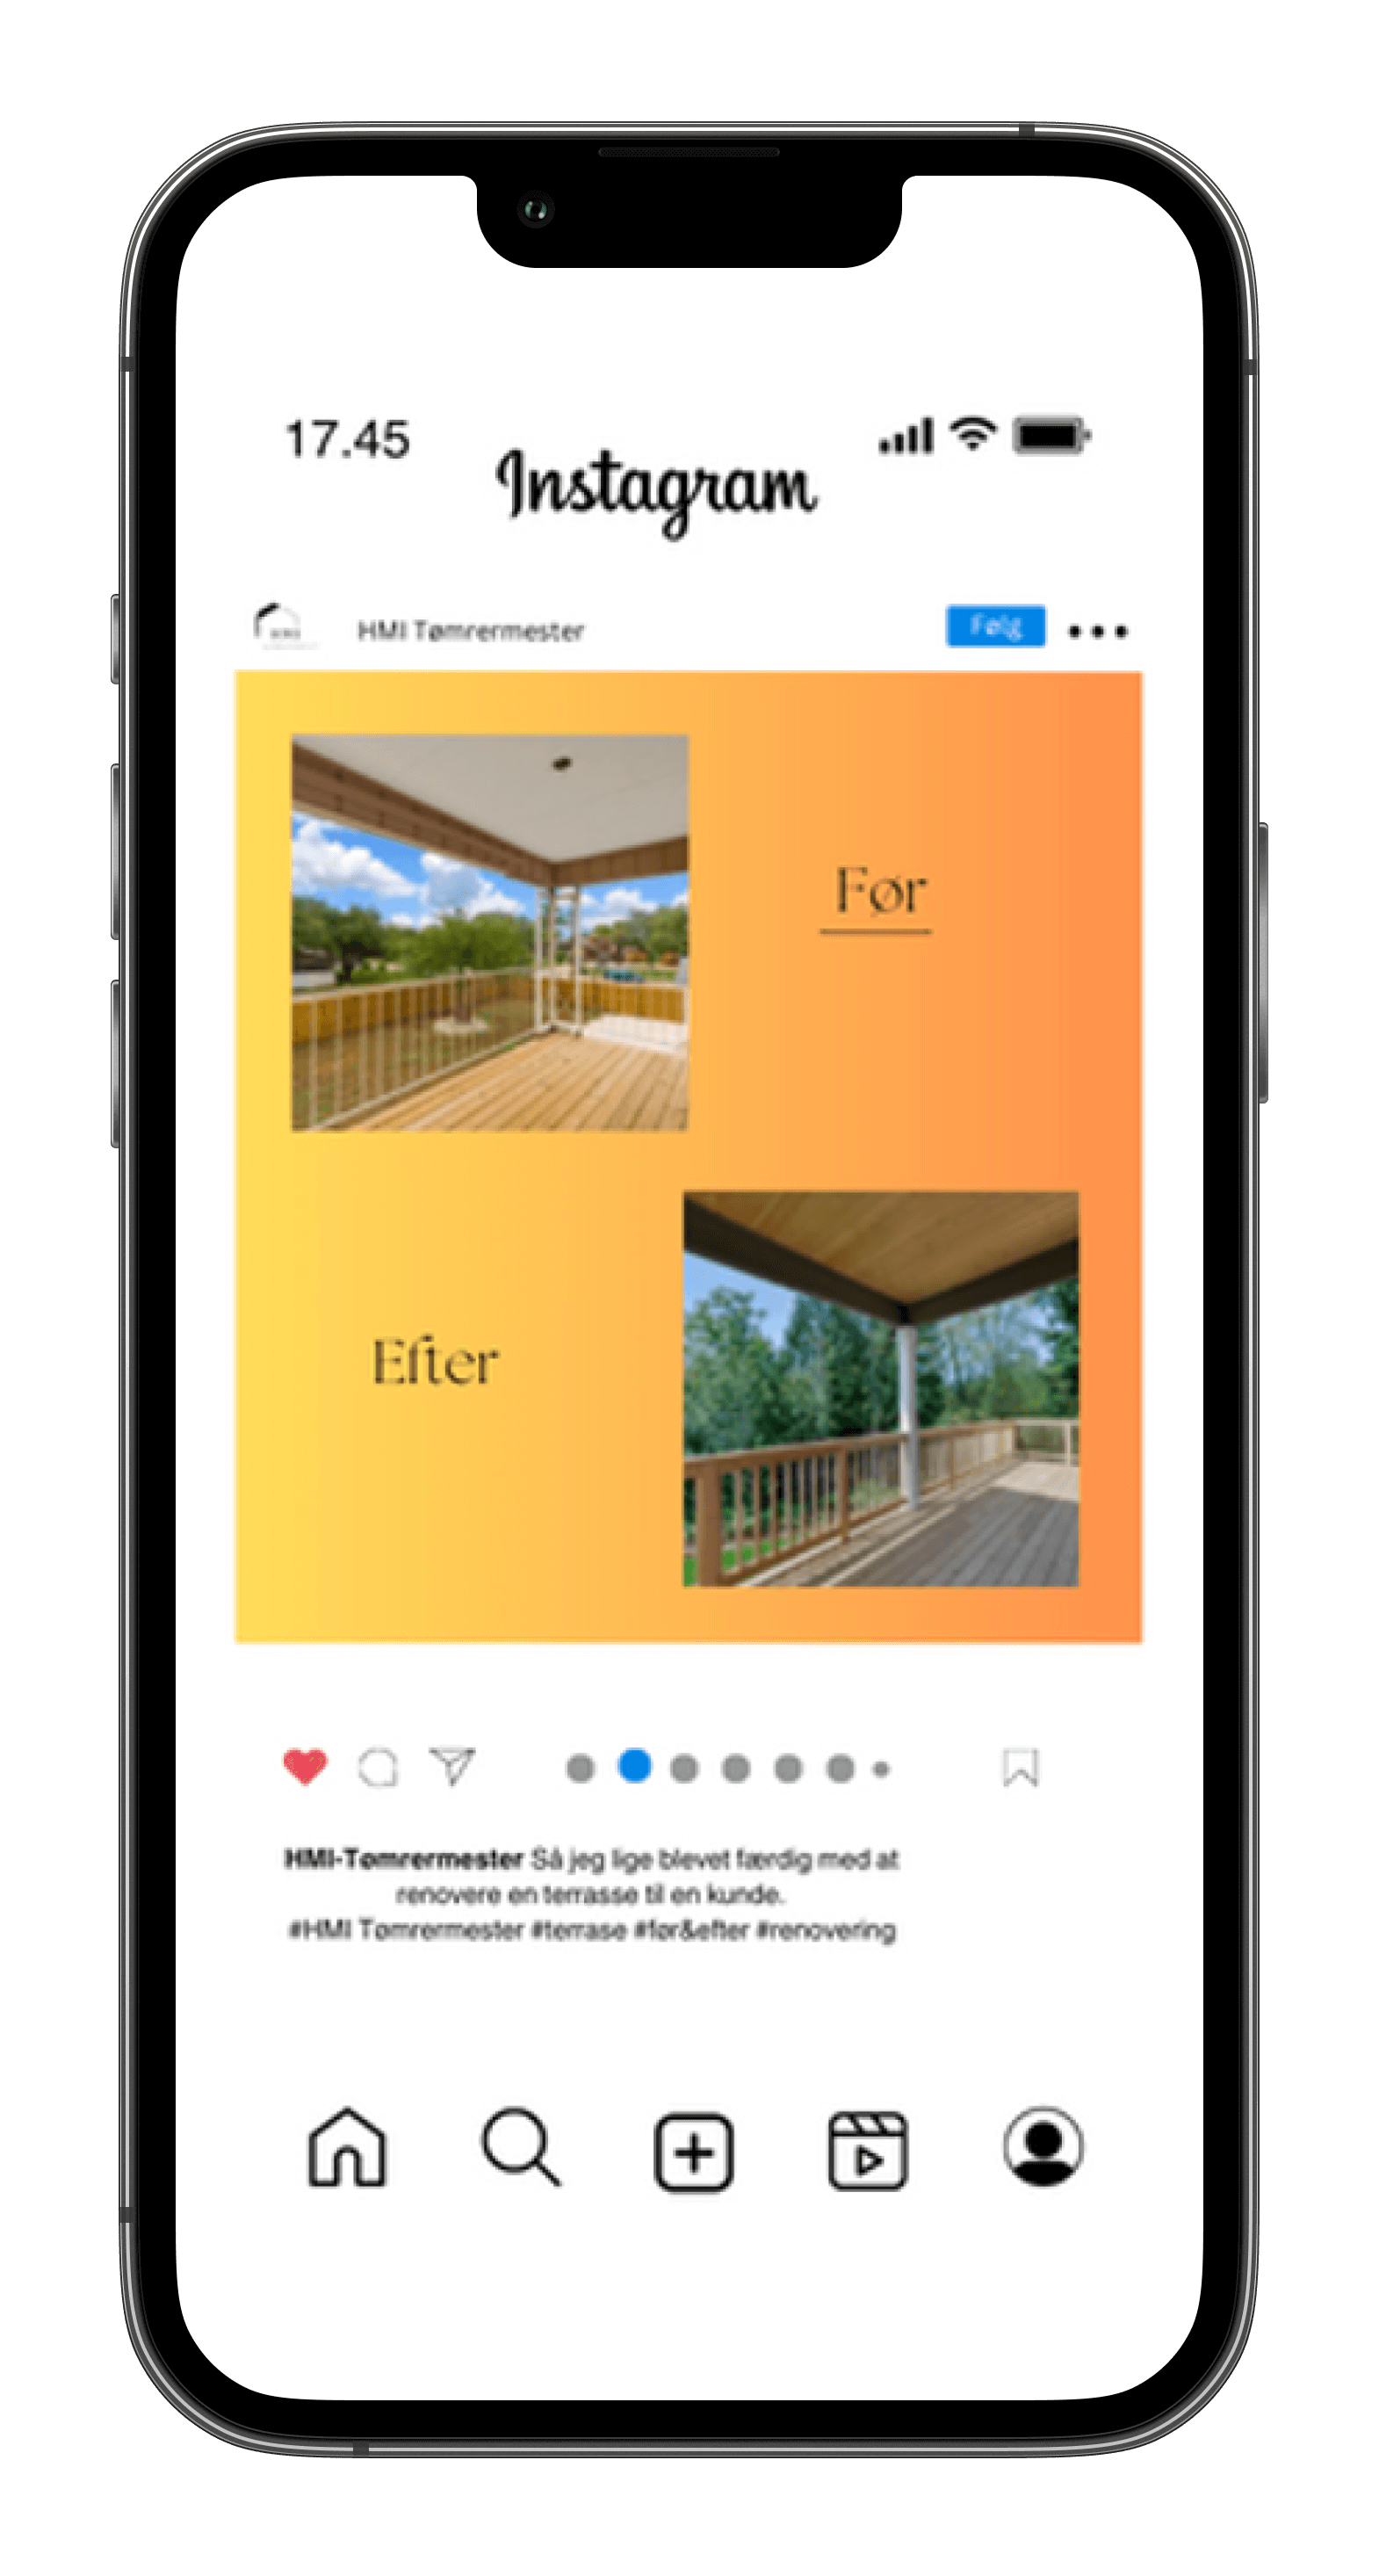 17.45
Instagram
HMI Tømrermester
Følg
Før
Efter
HMI-Tømrermester Så jeg lige blevet færdig med at
renovere en terrasse til en kunde.
#HMI Tømrermester #terrase #før&efter #renovering